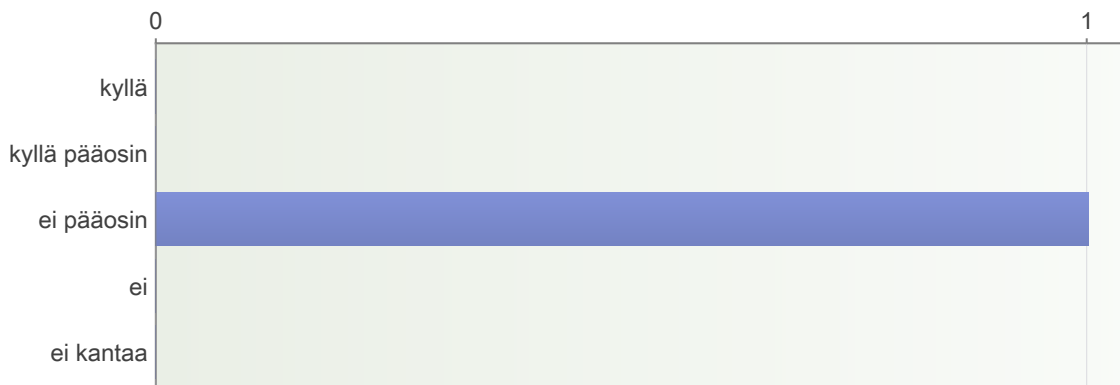 0 1
kyllä
kyllä pääosin
ei pääosin
ei
ei kantaa